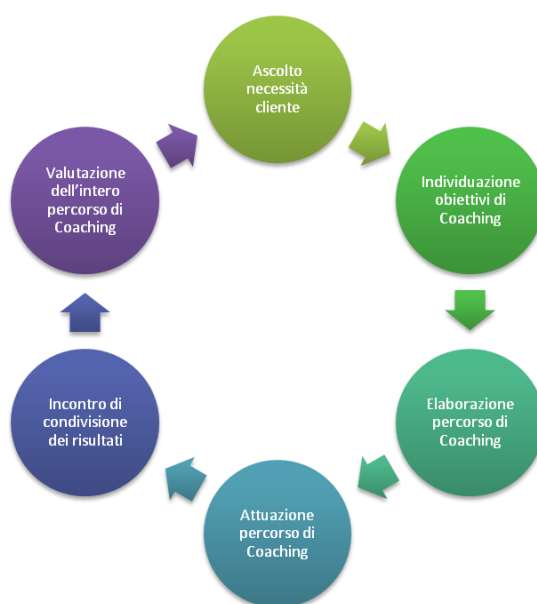 Ascolto
necessità
cliente
Individuazione
obiettivi di
Coaching
Elaborazione
percorso di
Coaching
Attuazione
percorso di
Coaching
Incontro di
condivisione
dei risultati
Valutazione
dell’intero
percorso di
Coaching